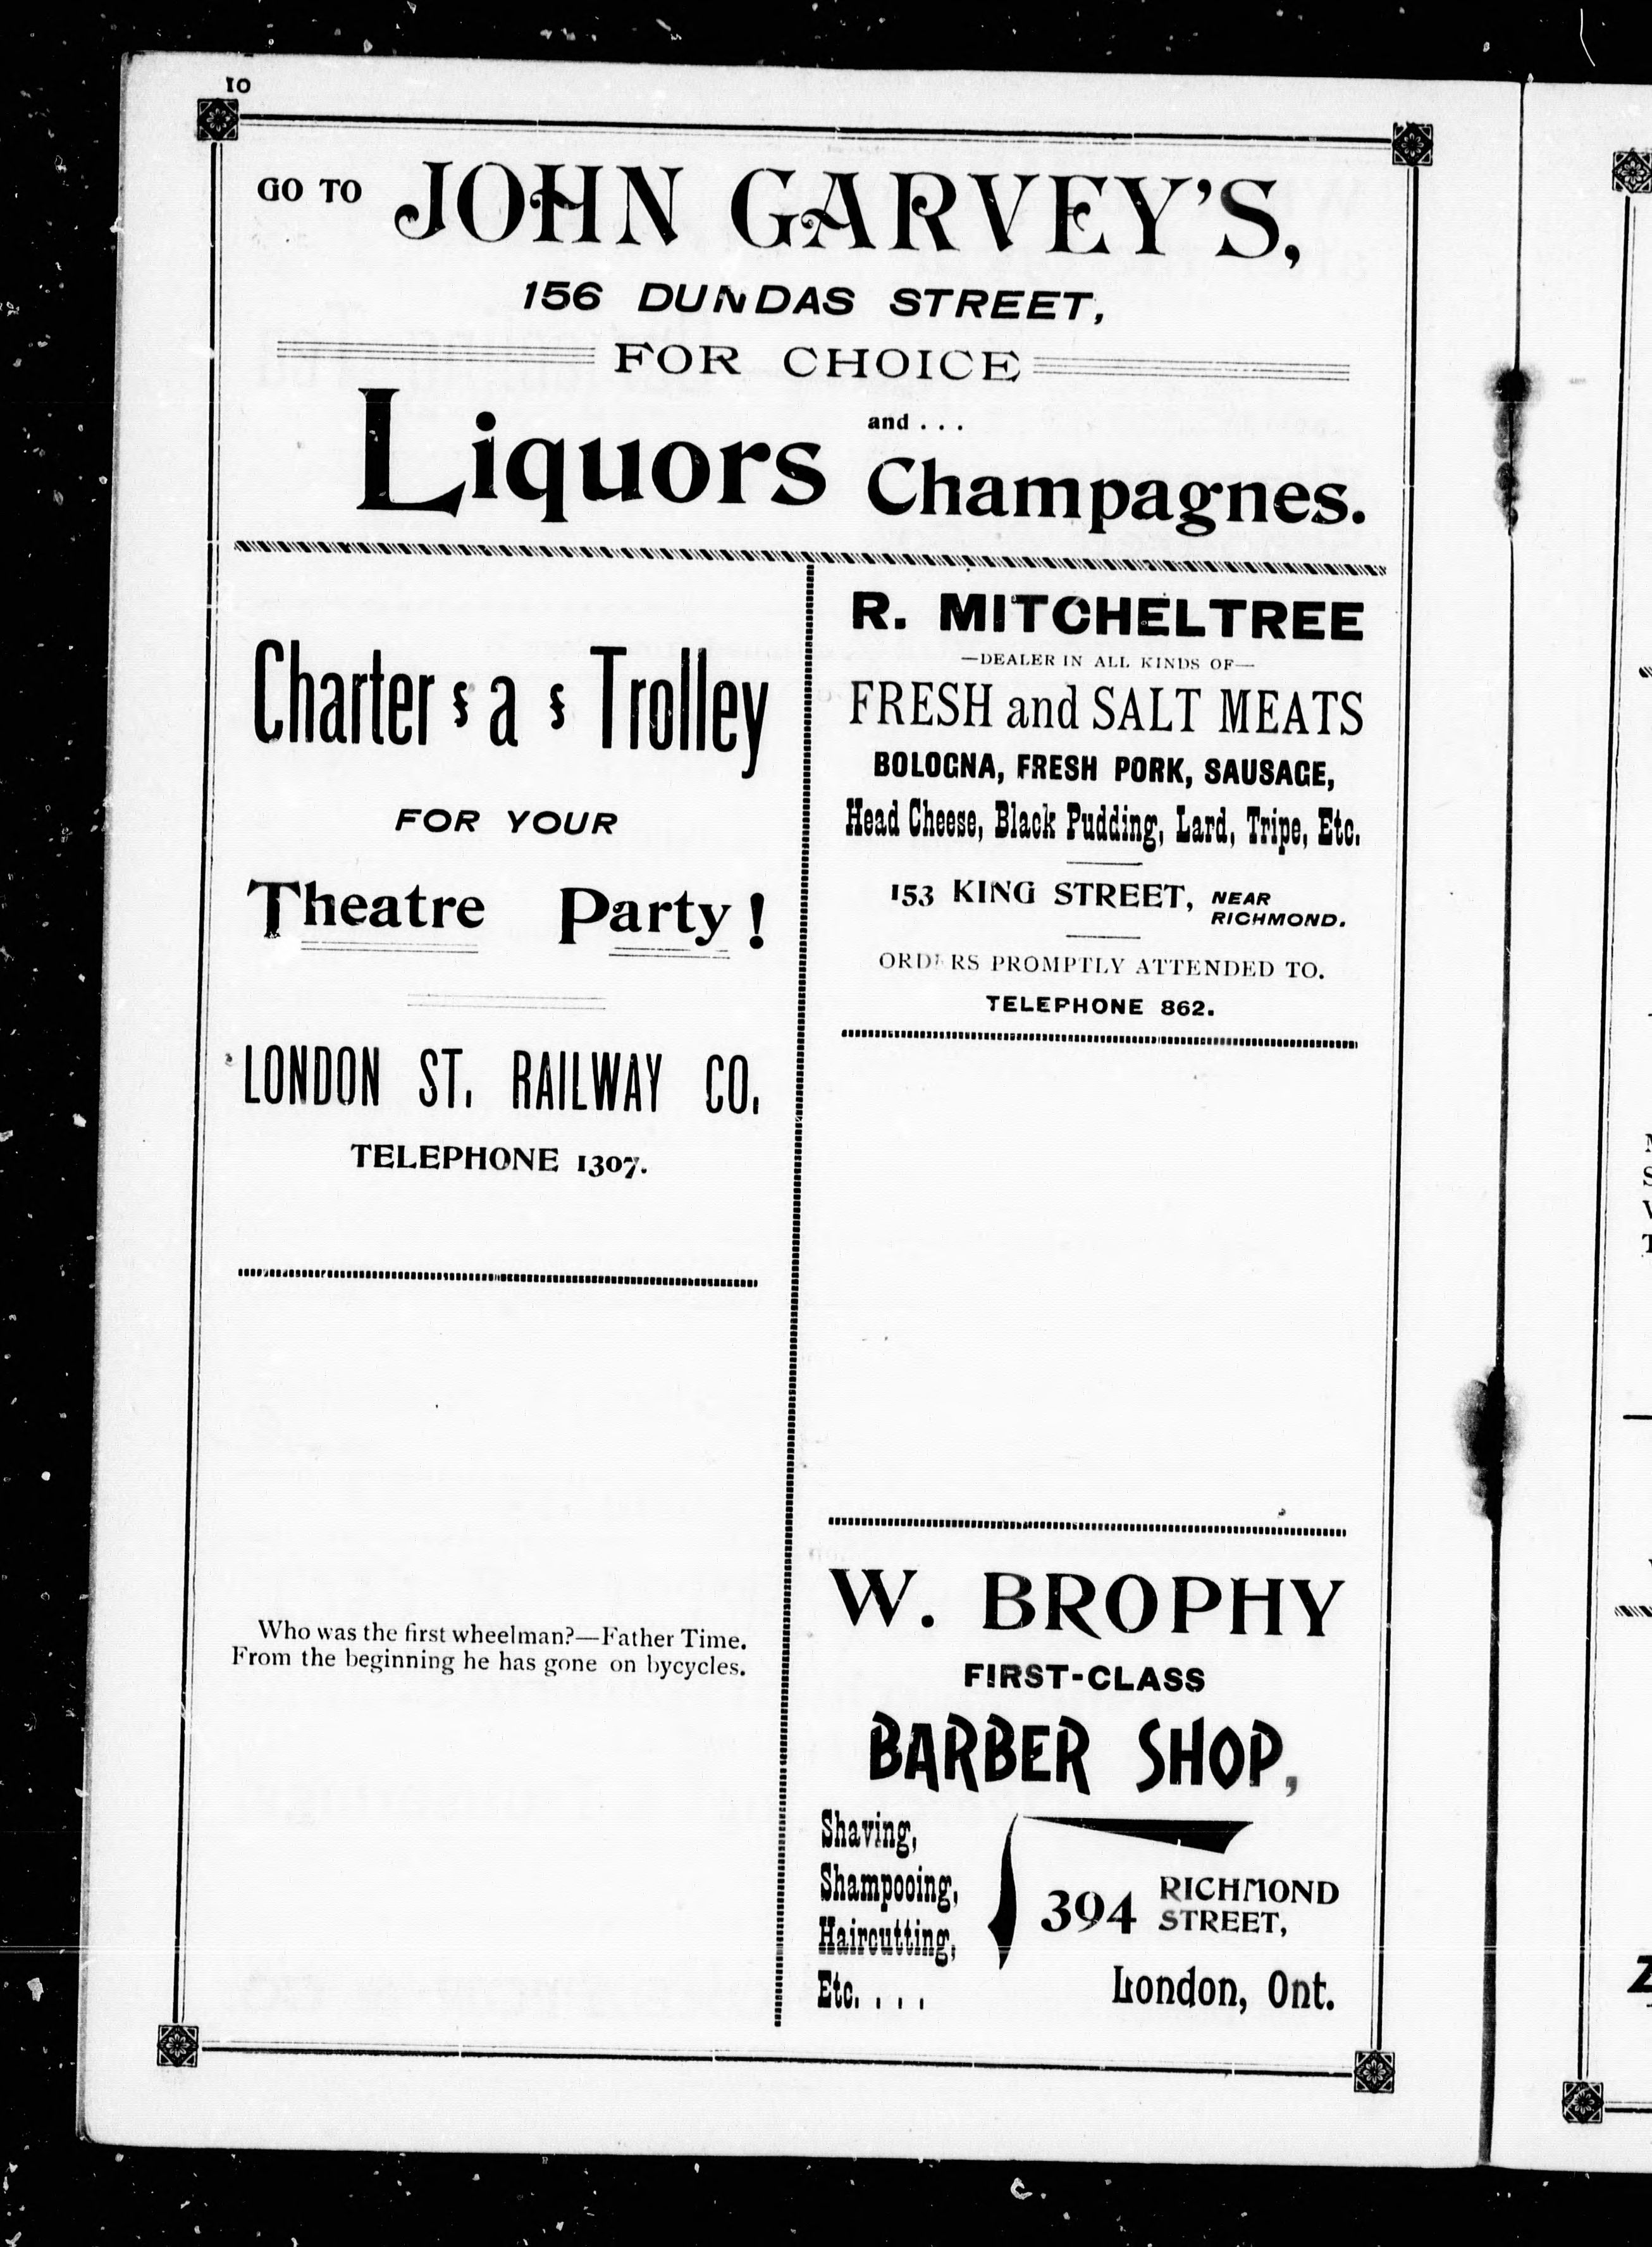 10
GO TO JOHN GARVEY'S,
156 DUNDAS STREET,
FOR CHOICE
Liquors and . . . Champagnes.
Charter a Trolley
FOR YOUR
Theatre Party!
LONDON ST. RAILWAY CO.
TELEPHONE 1307.
Who was the first wheelman?—Father Time.
From the beginning he has gone on bycycles.
R. MITCHELTREE
—DEALER IN ALL KINDS OF—
FRESH and SALT MEATS
BOLOGNA, FRESH PORK, SAUSAGE,
Head Cheese, Black Pudding, Lard, Tripe, Etc.
153 KING STREET, NEAR RICHMOND.
ORDERS PROMPTLY ATTENDED TO.
TELEPHONE 862.
W. BROPHY
FIRST-CLASS
BARBER SHOP,
Shaving,
Shampooing,
Haircutting,
Etc. . . .
394 RICHMOND STREET,
London, Ont.